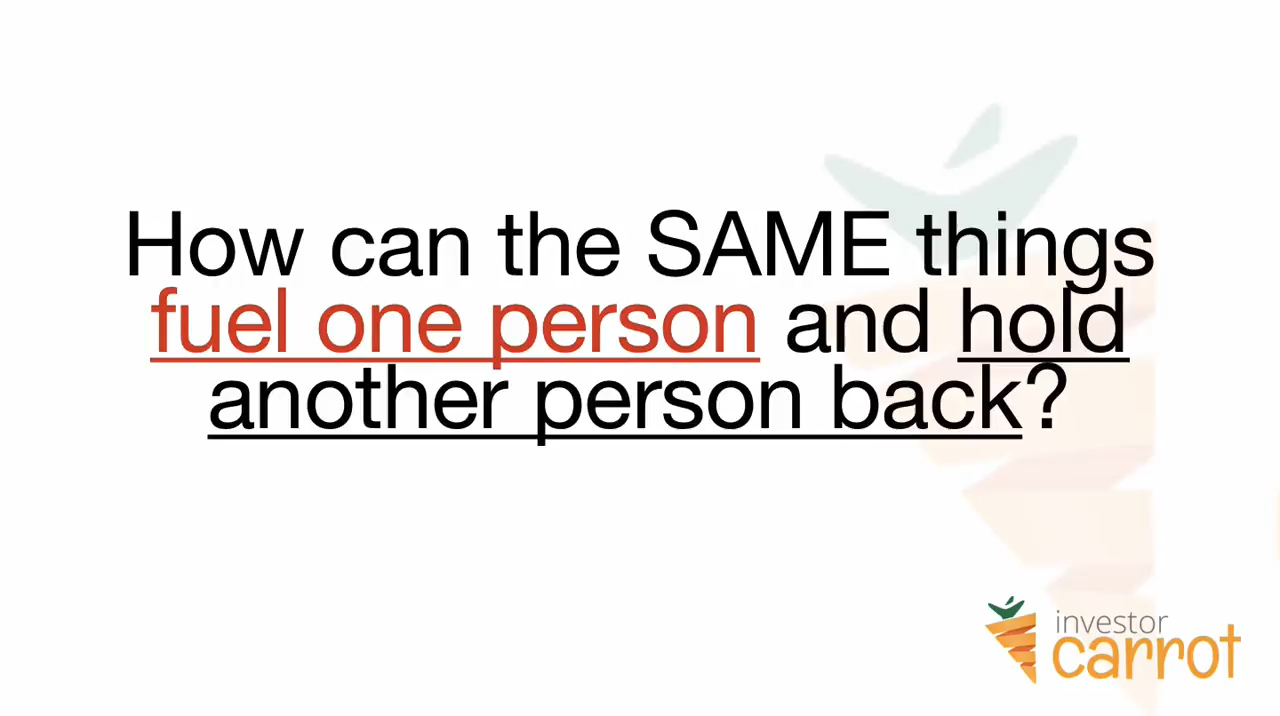 How can the SAME things
fuel one person and hold
another person back?
investor
carrot